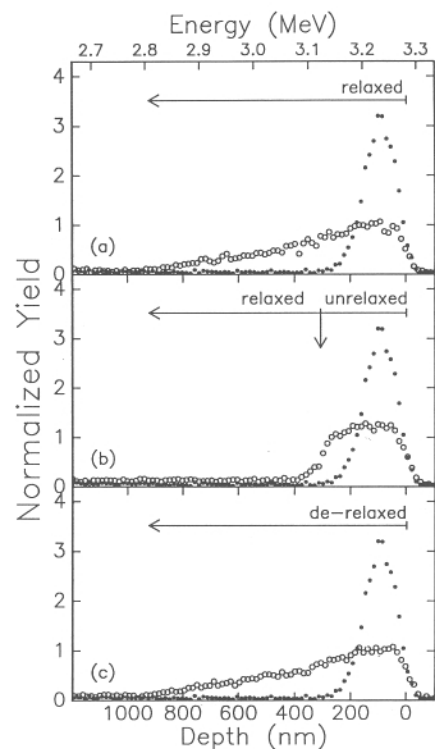 Energy (MeV)
2.7 2.8 2.9 3.0 3.1 3.2 3.3
4
3
2
1
0
relaxed
(a)
4
3
2
1
0
relaxed unrelaxed
(b)
4
3
2
1
0
de-relaxed
(c)
Normalized Yield
1000 800 600 400 200 0
Depth (nm)